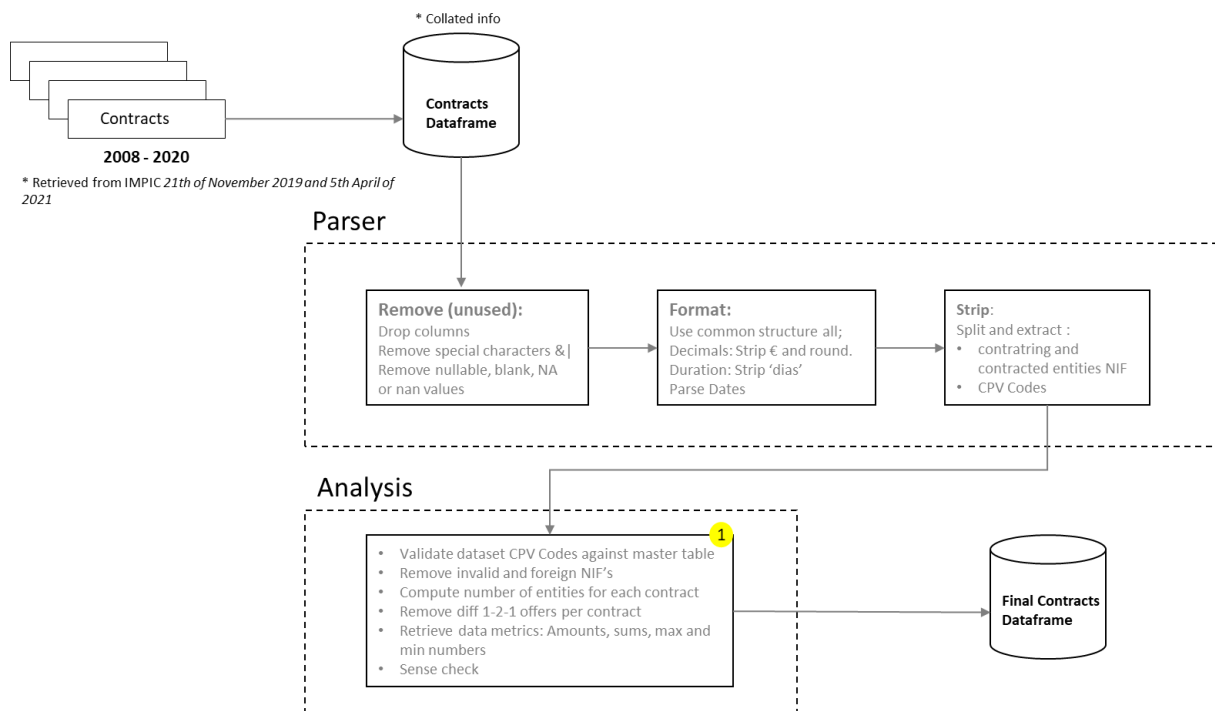 * Collated info
Contracts
Contracts
Dataframe
2008 - 2020
* Retrieved from IMPIC 21th of November 2019 and 5th April of
2021
Parser
Remove (unused):
Drop columns
Remove special characters &|
Remove nullable, blank, NA
or nan values
Format:
Use common structure all;
Decimals: Strip € and round.
Duration: Strip ‘dias’
Parse Dates
Strip:
Split and extract :
• contratring and
contracted entities NIF
• CPV Codes
Analysis
1
• Validate dataset CPV Codes against master table
• Remove invalid and foreign NIF’s
• Compute number of entities for each contract
• Remove diff 1-2-1 offers per contract
• Retrieve data metrics: Amounts, sums, max and
min numbers
• Sense check
Final Contracts
Dataframe